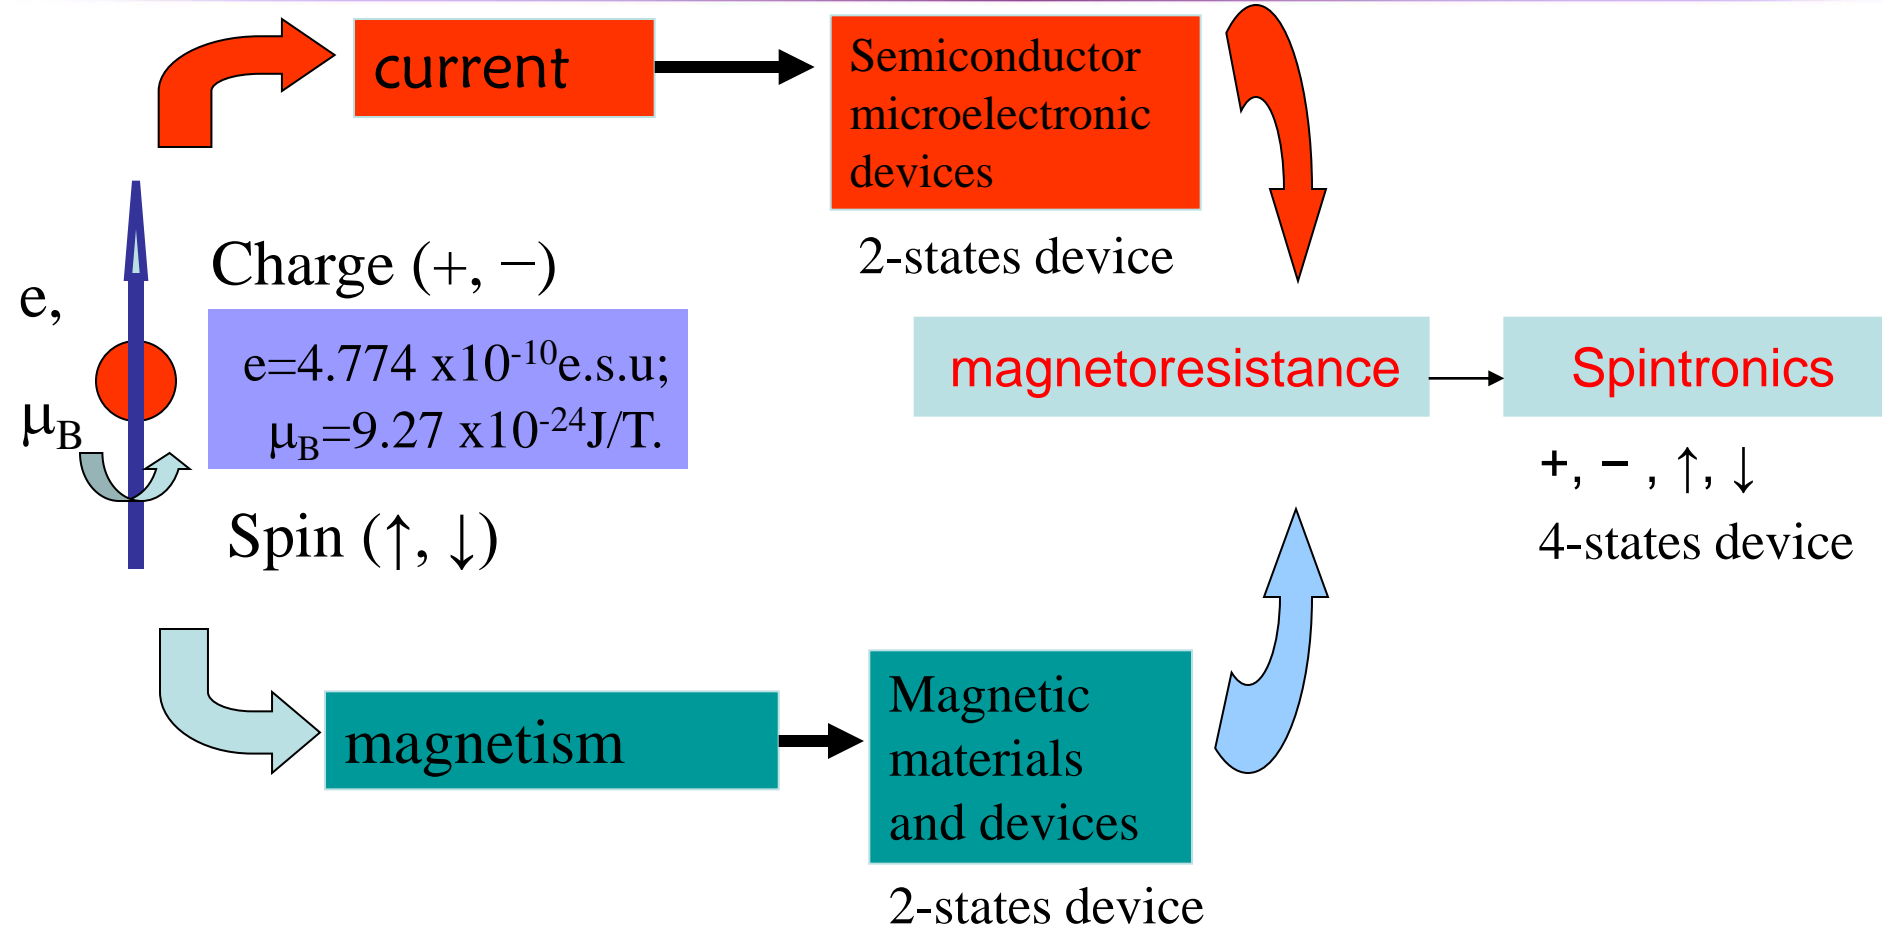 current
Semiconductor
microelectronic
devices
2-states device
Charge (+, −)
e,
μB
e=4.774 x10-10e.s.u;
μB=9.27 x10-24J/T.
Spin (↑, ↓)
magnetoresistance
Spintronics
+, − , ↑, ↓
4-states device
magnetism
Magnetic
materials
and devices
2-states device